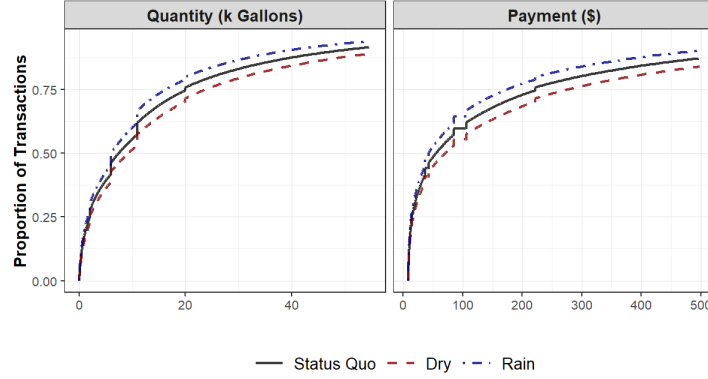 Quantity (k Gallons) Payment ($)
Proportion of Transactions
0.75
0.50
0.25
0.00
0 20 40 0 100 200 300 400 500
Status Quo Dry Rain